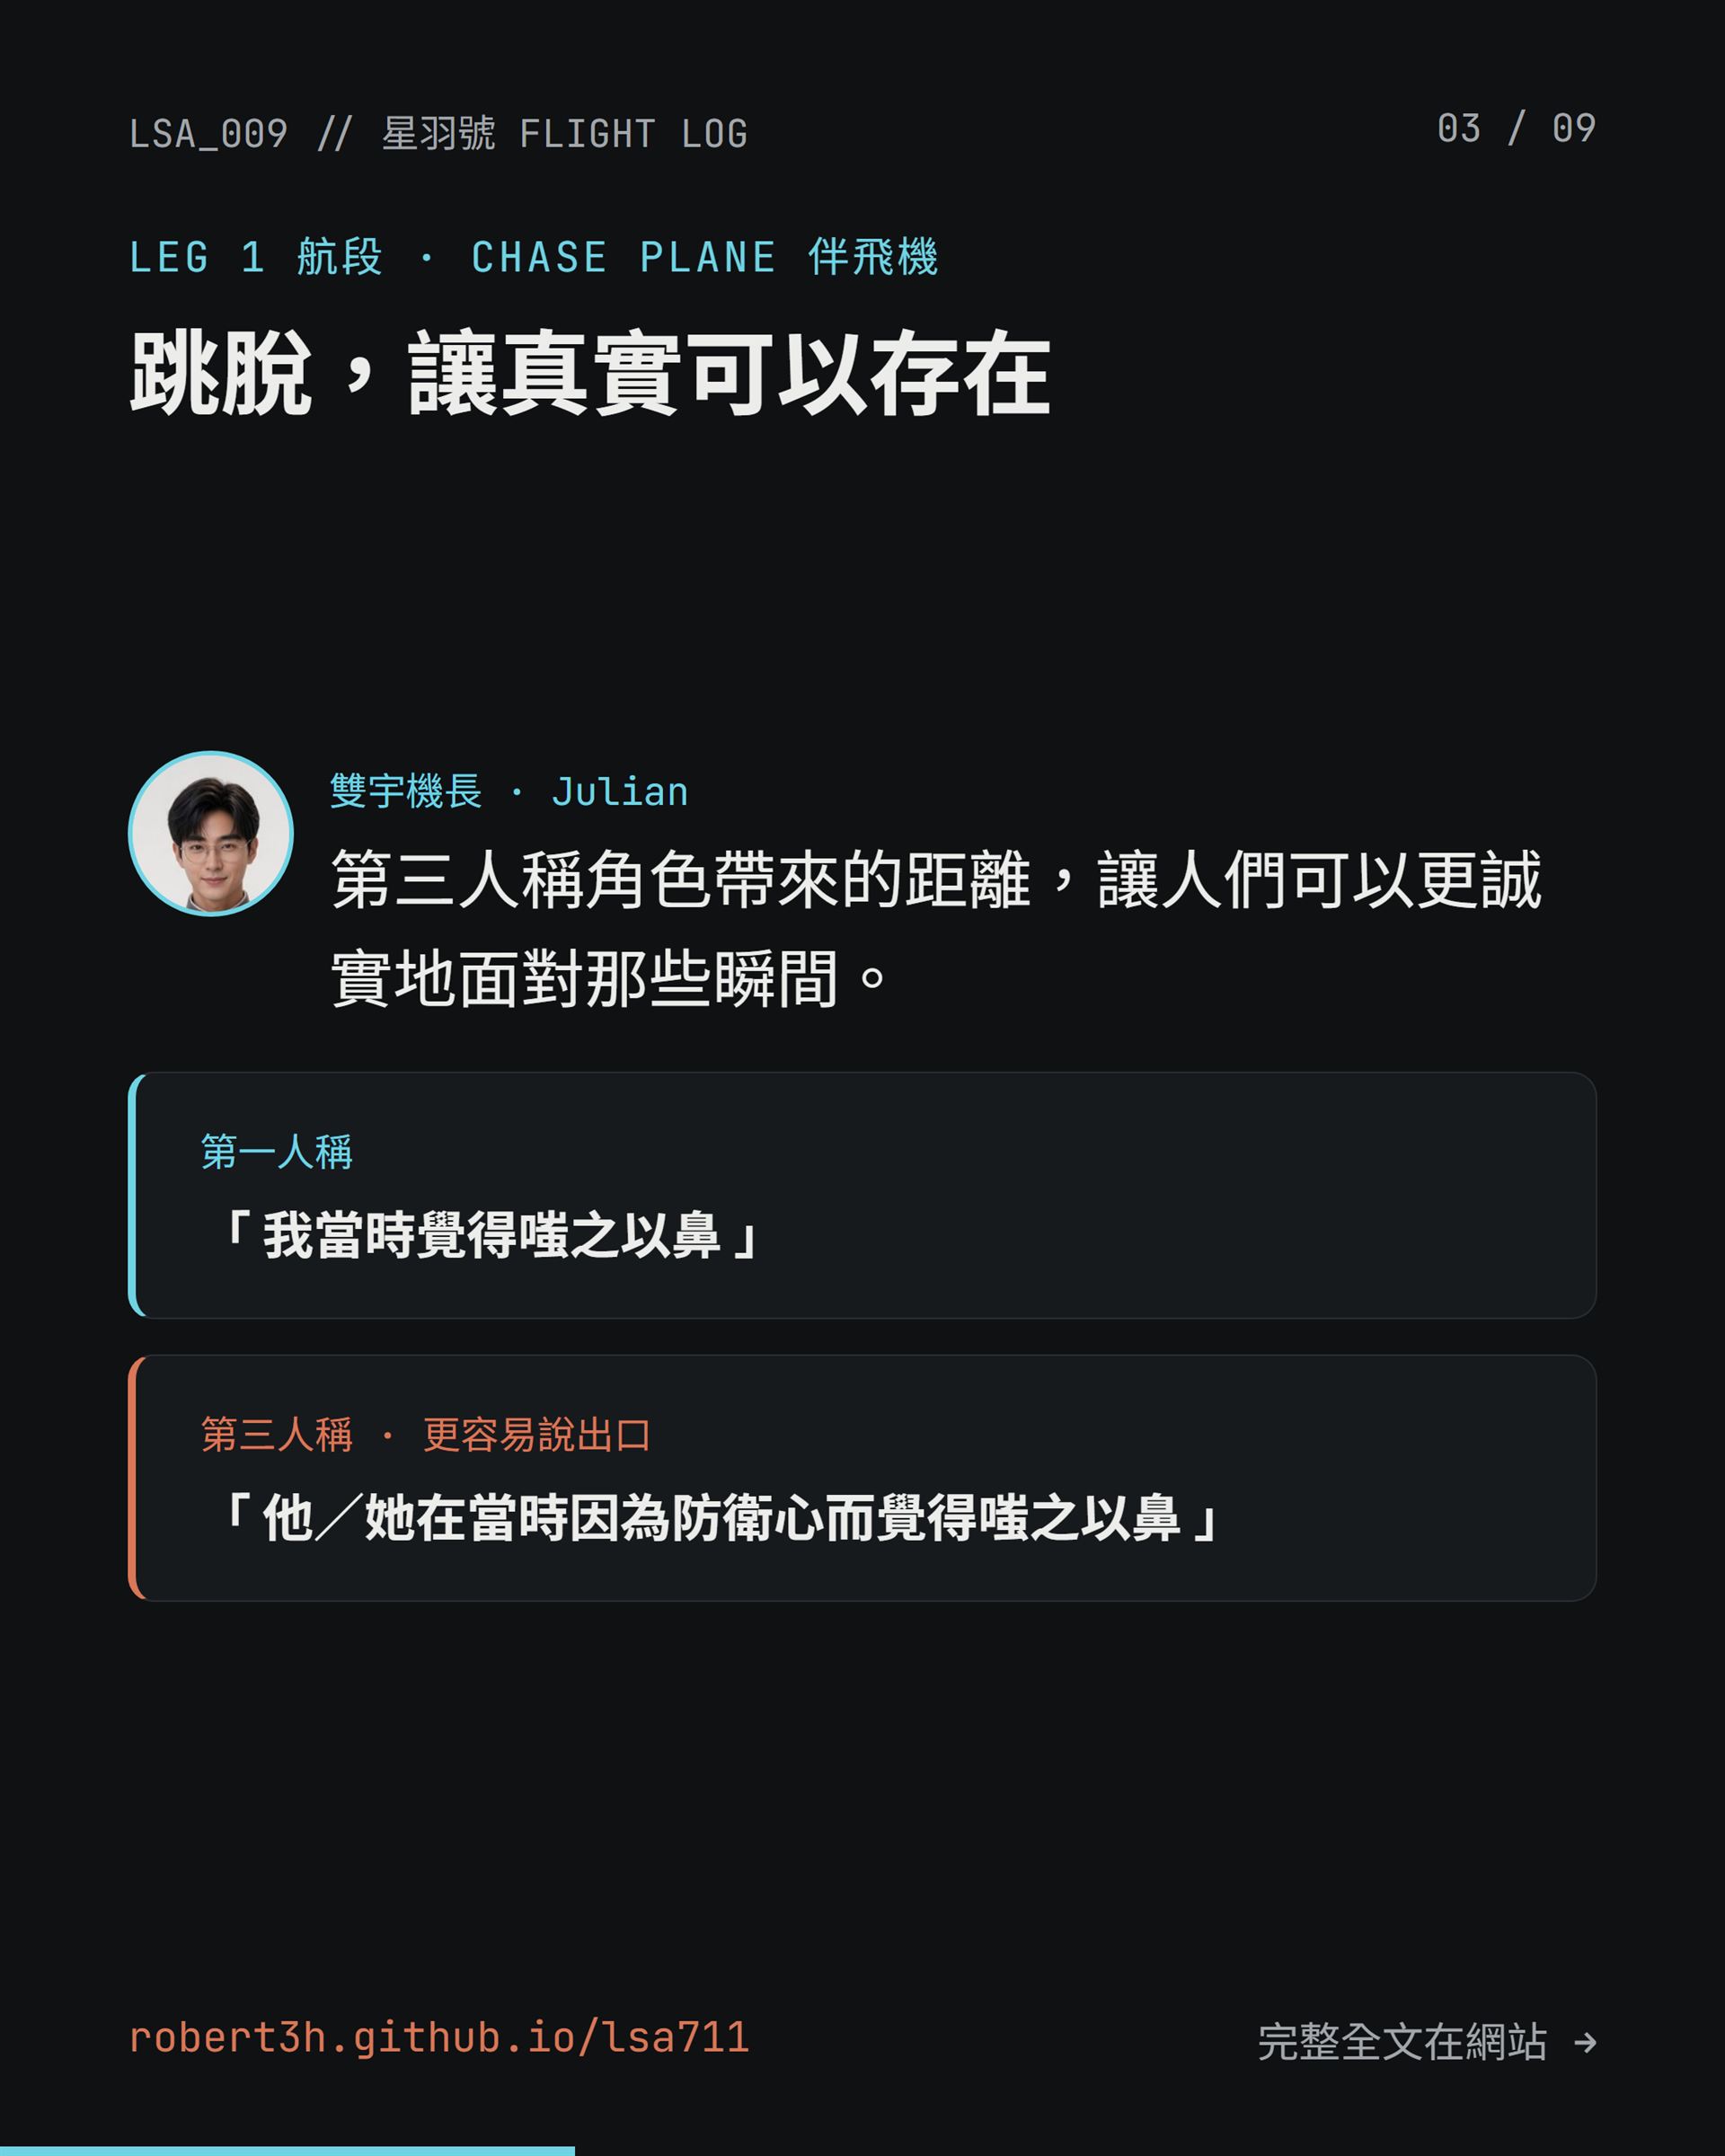 LSA_009 // 星羽號 FLIGHT LOG
03 / 09
LEG 1 航段 · CHASE PLANE 伴飛機
跳脫，讓真實可以存在
雙宇機長 · Julian
第三人稱角色帶來的距離，讓人們可以更誠
實地面對那些瞬間。
第一人稱
「我當時覺得嗤之以鼻」
第三人稱 · 更容易說出口
「他／她在當時因為防衛心而覺得嗤之以鼻」
robert3h.github.io/lsa711
完整全文在網站 →